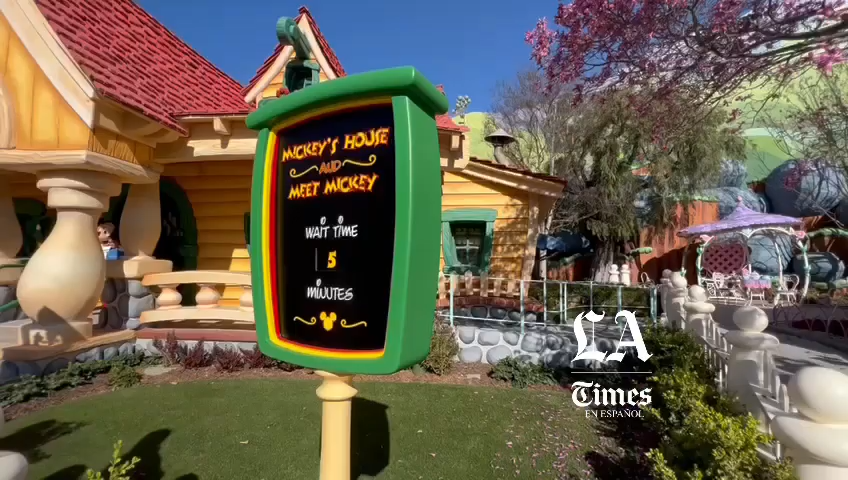 MICKEY'S HOUSE
AND
MEET MICKEY
WAIT TIME
5
MINUTES
LA
Times
EN ESPAÑOL